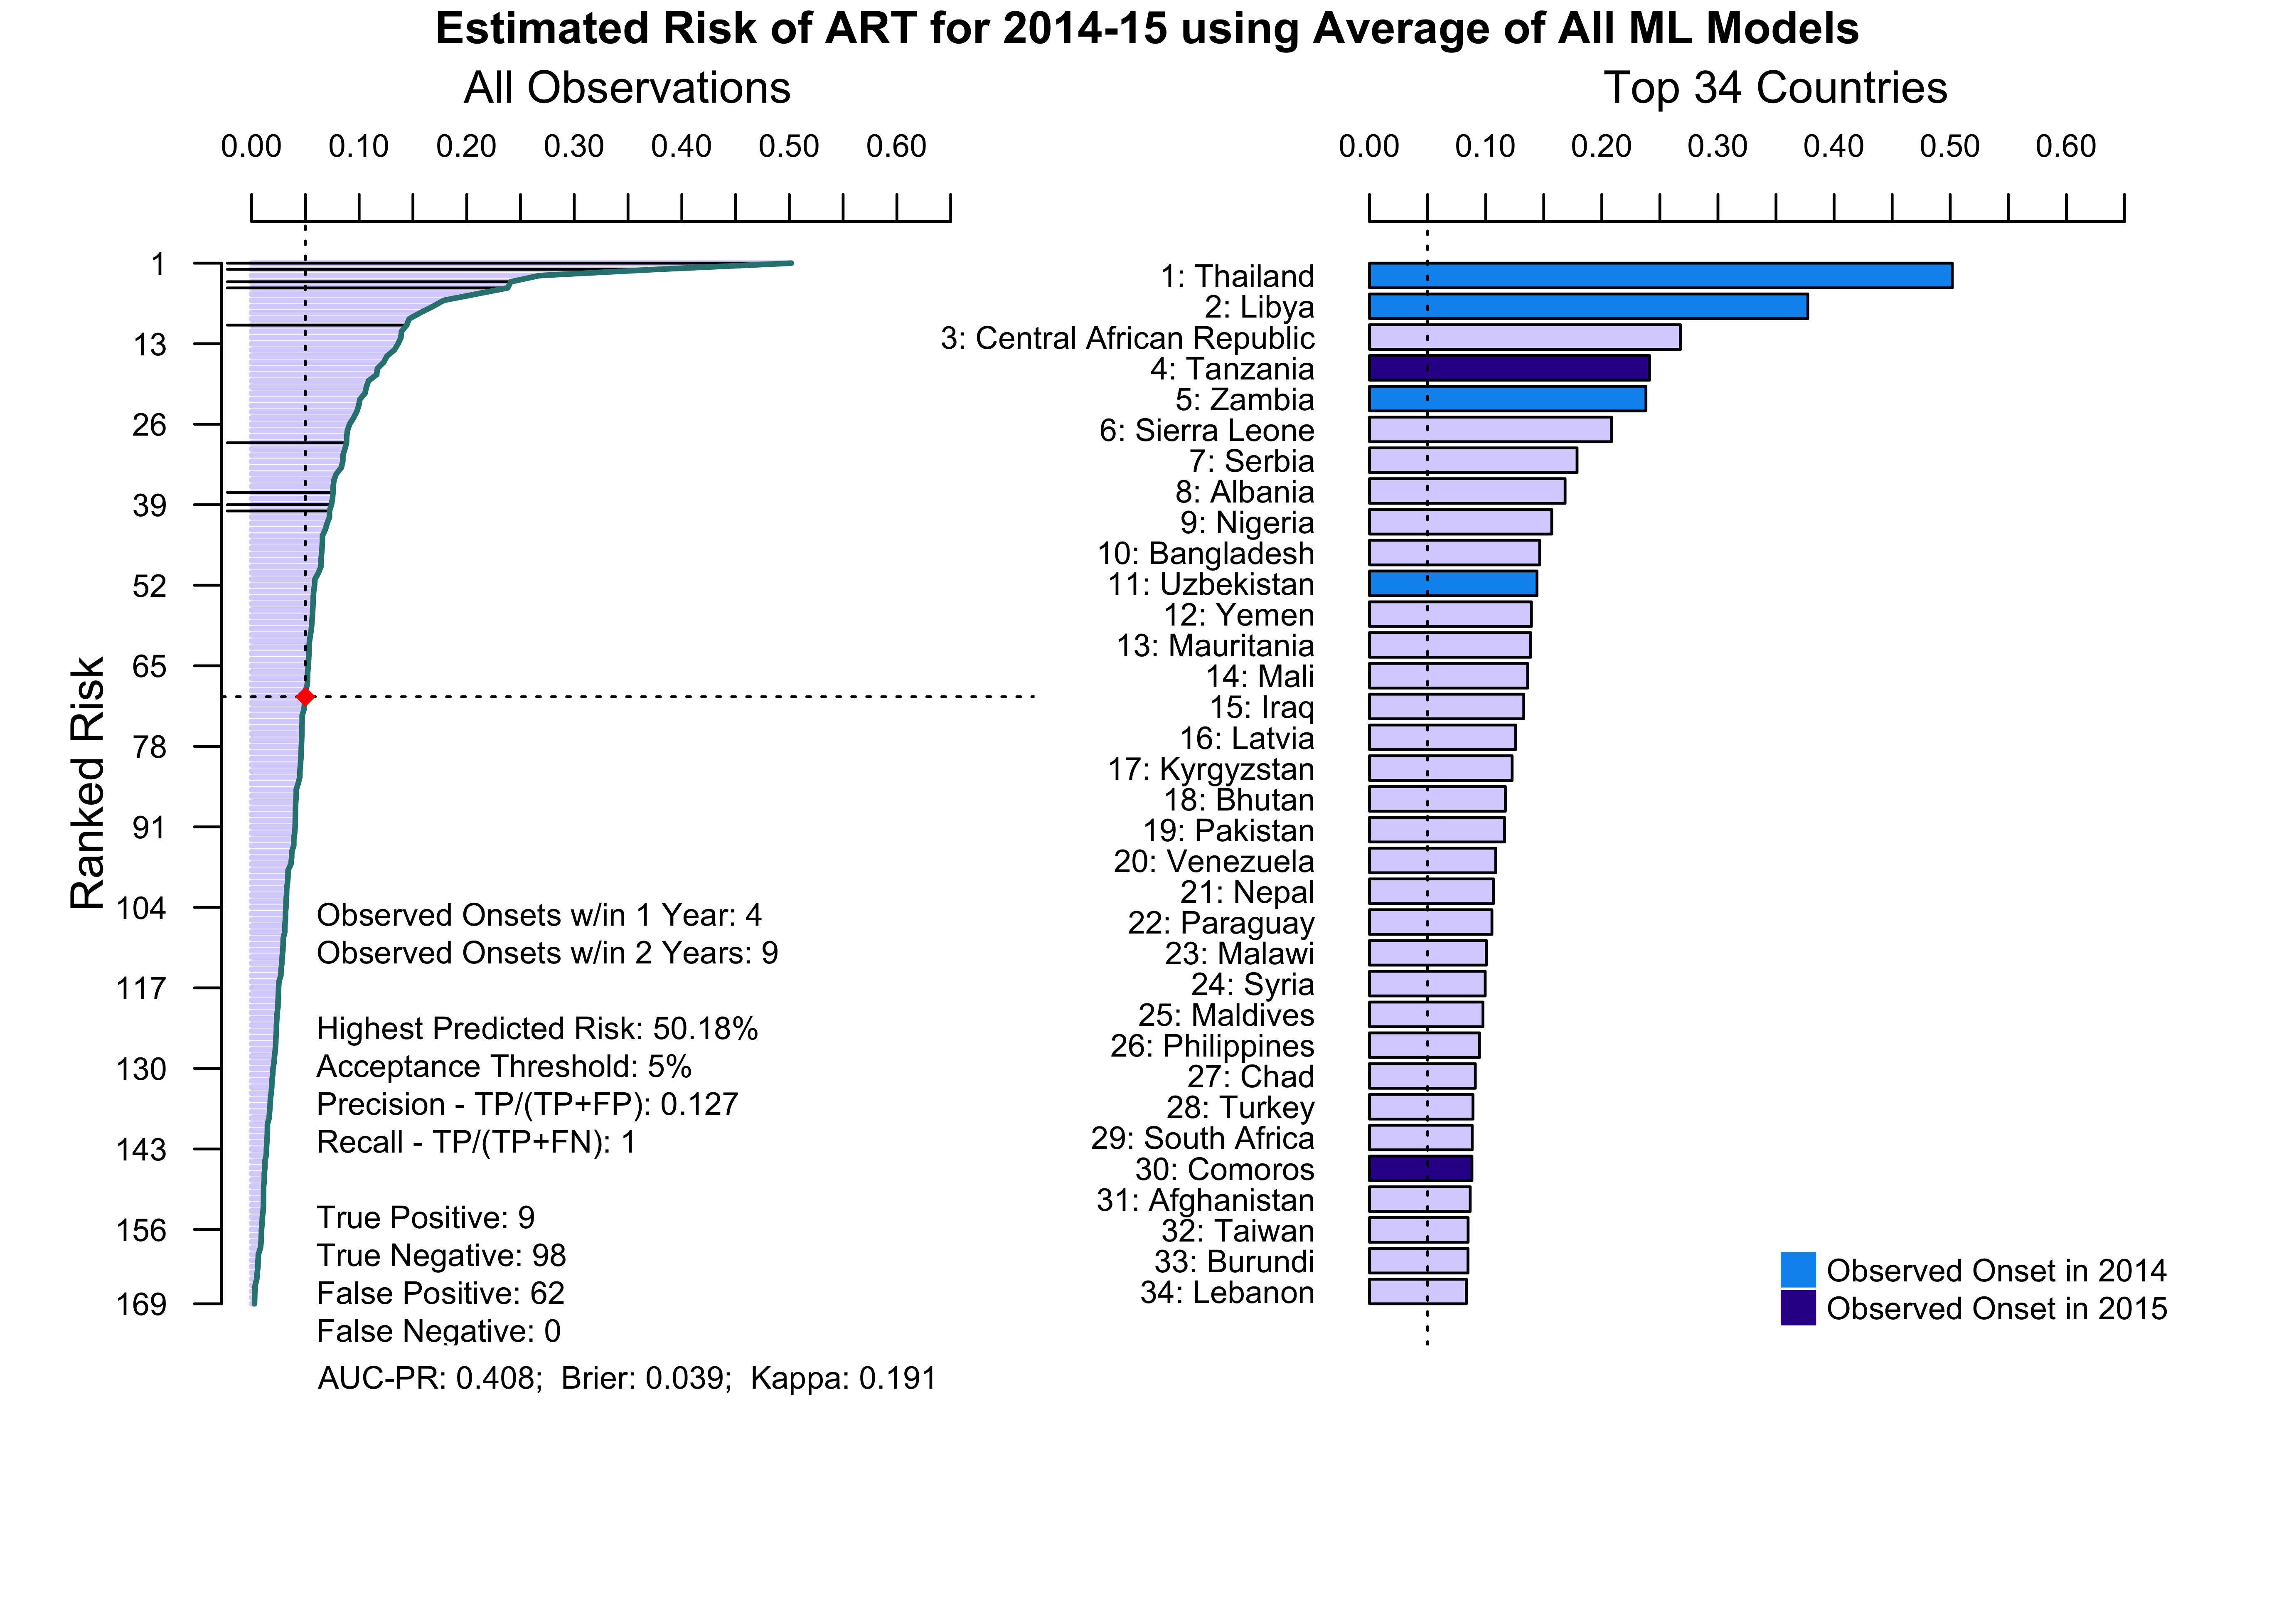 Estimated Risk of ART for 2014-15 using Average of All ML Models
All Observations
0.00 0.10 0.20 0.30 0.40 0.50 0.60
Ranked Risk
1
13
26
39
52
65
78
91
104
117
130
143
156
169
Observed Onsets w/in 1 Year: 4
Observed Onsets w/in 2 Years: 9
Highest Predicted Risk: 50.18%
Acceptance Threshold: 5%
Precision - TP/(TP+FP): 0.127
Recall - TP/(TP+FN): 1
True Positive: 9
True Negative: 98
False Positive: 62
False Negative: 0
AUC-PR: 0.408; Brier: 0.039; Kappa: 0.191
Top 34 Countries
0.00 0.10 0.20 0.30 0.40 0.50 0.60
1: Thailand
2: Libya
3: Central African Republic
4: Tanzania
5: Zambia
6: Sierra Leone
7: Serbia
8: Albania
9: Nigeria
10: Bangladesh
11: Uzbekistan
12: Yemen
13: Mauritania
14: Mali
15: Iraq
16: Latvia
17: Kyrgyzstan
18: Bhutan
19: Pakistan
20: Venezuela
21: Nepal
22: Paraguay
23: Malawi
24: Syria
25: Maldives
26: Philippines
27: Chad
28: Turkey
29: South Africa
30: Comoros
31: Afghanistan
32: Taiwan
33: Burundi
34: Lebanon
Observed Onset in 2014
Observed Onset in 2015